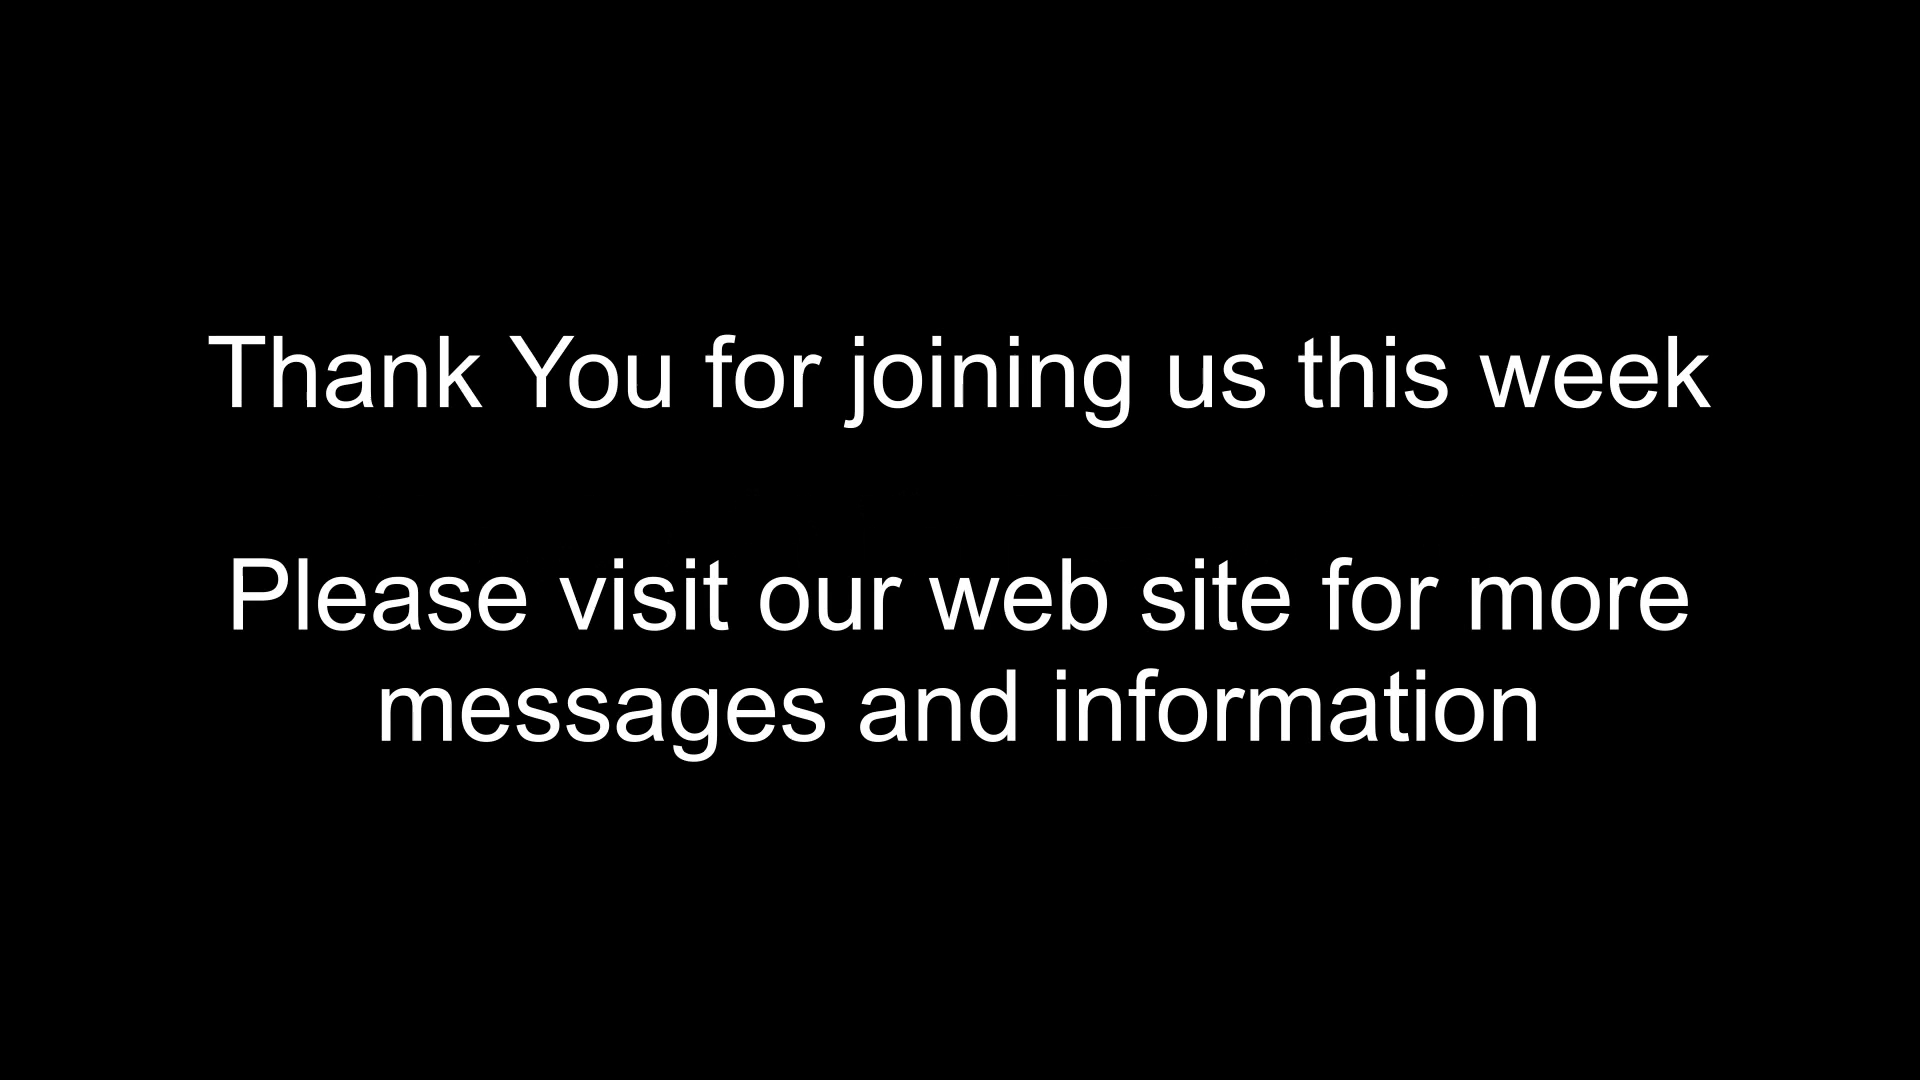 Thank You for joining us this week
Please visit our web site for more
messages and information